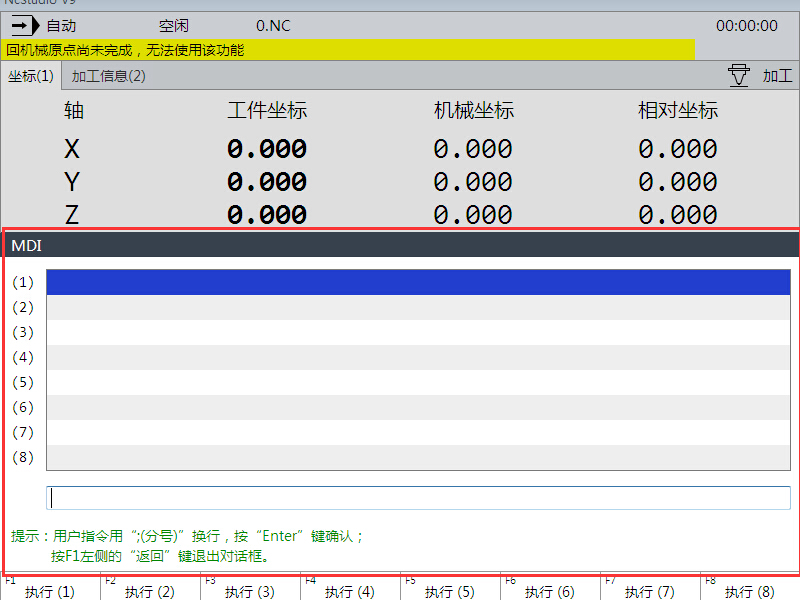 NcStudio V9
自动 空闲 0.NC 00:00:00
回机械原点尚未完成，无法使用该功能
坐标(1) 加工信息(2) 加工
轴 工件坐标 机械坐标 相对坐标
X 0.000 0.000 0.000
Y 0.000 0.000 0.000
Z 0.000 0.000 0.000
MDI
(1)
(2)
(3)
(4)
(5)
(6)
(7)
(8)
提示：用户指令用“;(分号)”换行，按“Enter”键确认；
按F1左侧的“返回”键退出对话框。
F1 F2 F3 F4 F5 F6 F7 F8
执行 (1) 执行 (2) 执行 (3) 执行 (4) 执行 (5) 执行 (6) 执行 (7) 执行 (8)